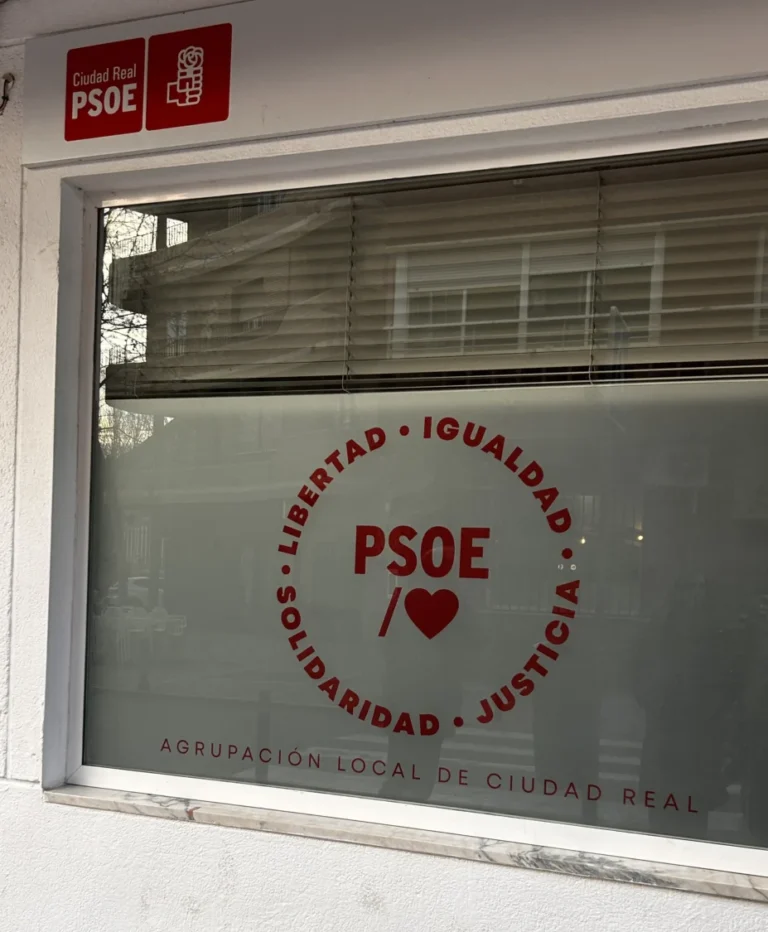 Ciudad Real
PSOE
LIBERTAD • IGUALDAD • JUSTICIA • SOLIDARIDAD •
PSOE
/♥
AGRUPACIÓN LOCAL DE CIUDAD REAL